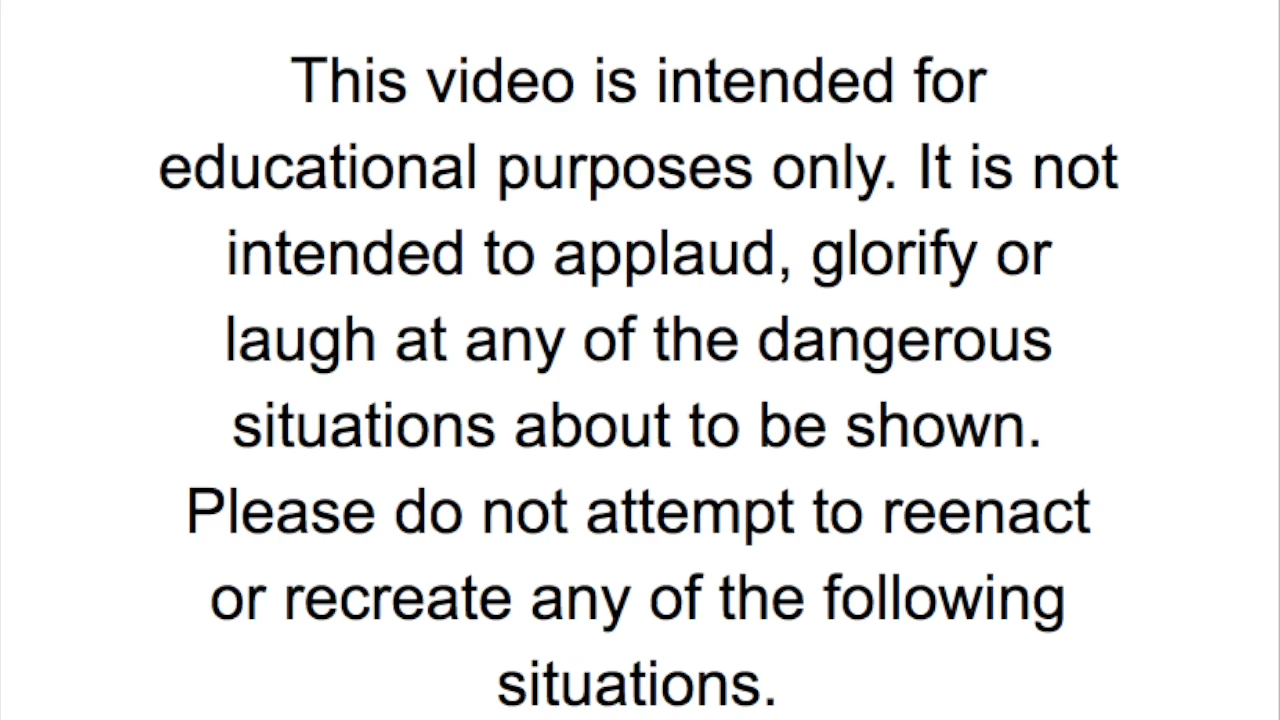 This video is intended for
educational purposes only. It is not
intended to applaud, glorify or
laugh at any of the dangerous
situations about to be shown.
Please do not attempt to reenact
or recreate any of the following
situations.